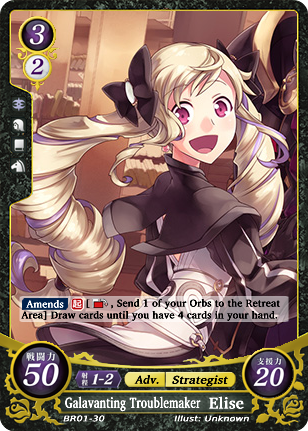 3
2
Amends 起 [ , Send 1 of your Orbs to the Retreat
Area] Draw cards until you have 4 cards in your hand.
戦闘力
50
射程 1-2
Adv. Strategist
支援力
20
Galavanting Troublemaker Elise
BR01-30 Illust: Unknown